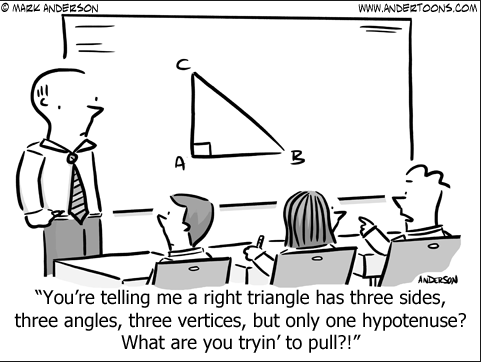 © MARK ANDERSON WWW.ANDERTOONS.COM
C
A
B
ANDERSON
“You’re telling me a right triangle has three sides,
three angles, three vertices, but only one hypotenuse?
What are you tryin’ to pull?!”